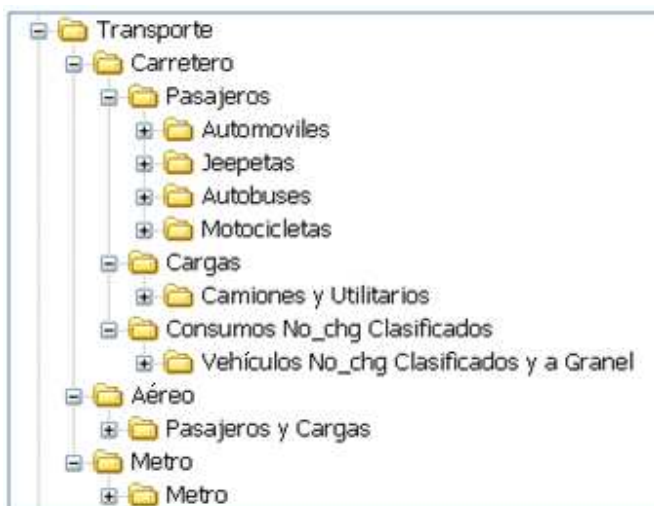 Transporte
Carretero
Pasajeros
Automoviles
Jeepetas
Autobuses
Motocicletas
Cargas
Camiones y Utilitarios
Consumos No_chg Clasificados
Vehículos No_chg Clasificados y a Granel
Aéreo
Pasajeros y Cargas
Metro
Metro